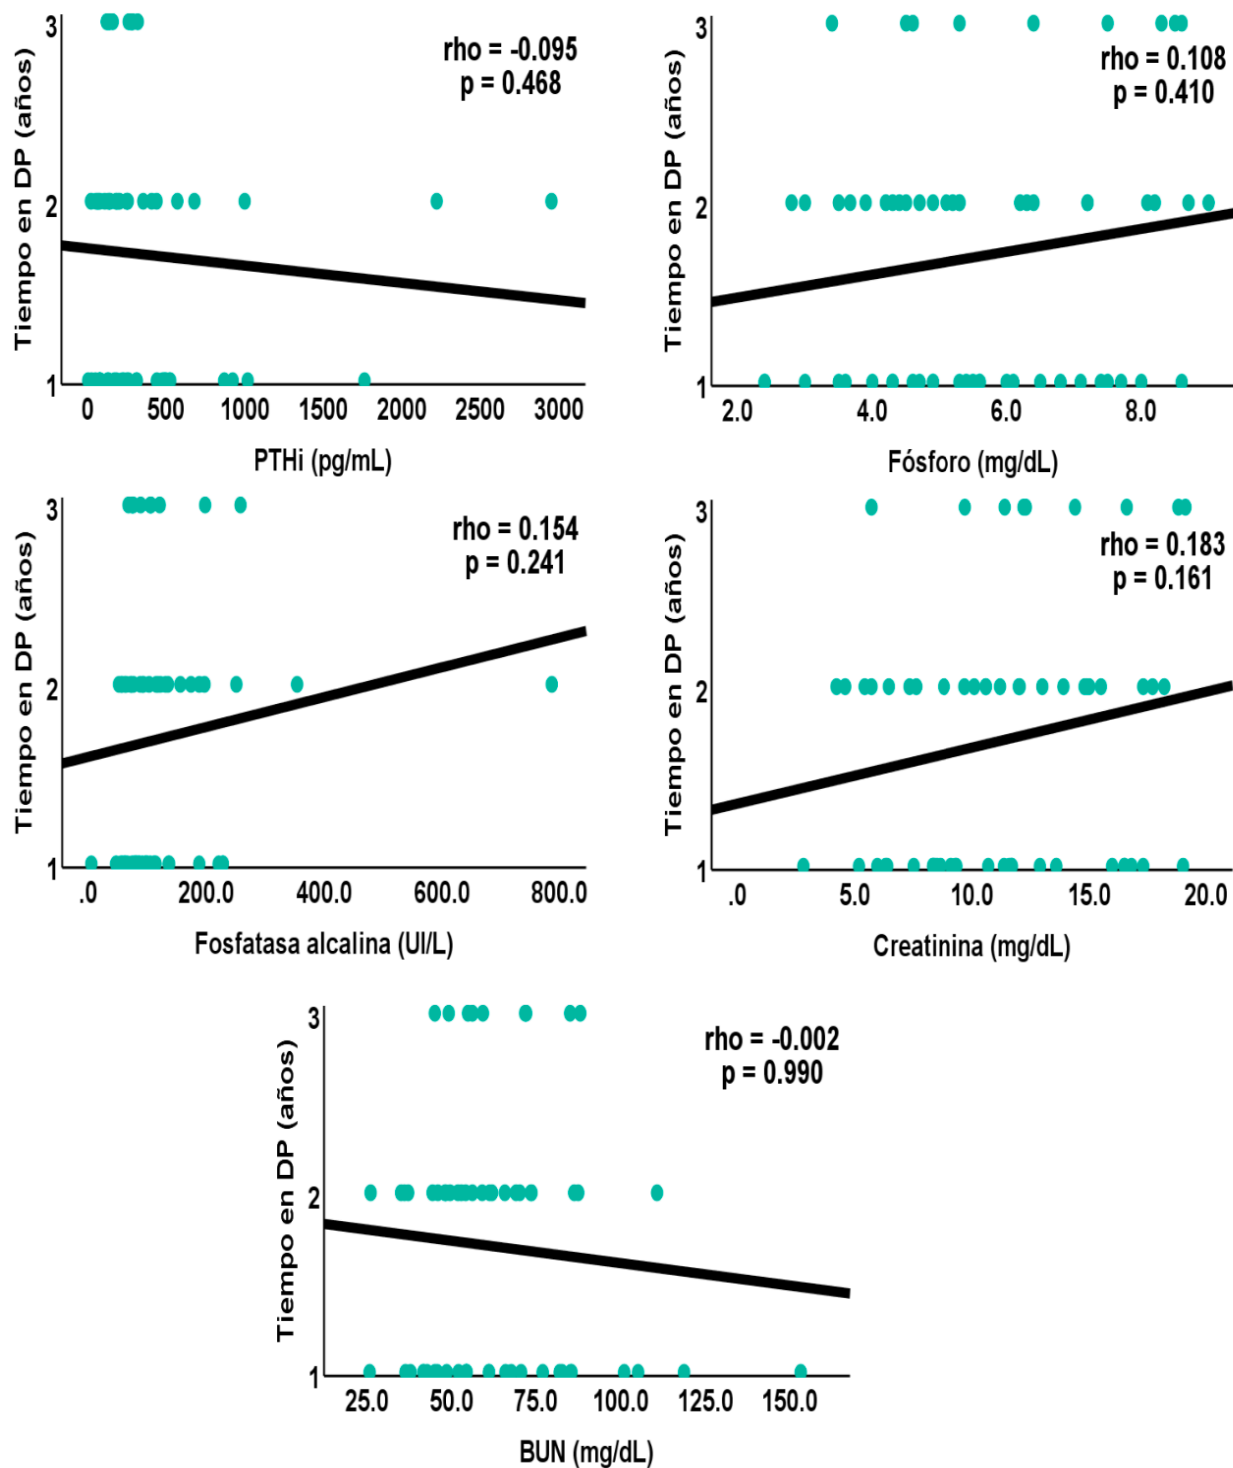 rho = -0.095
p = 0.468
Tiempo en DP (años)
3
2
1
0 500 1000 1500 2000 2500 3000
PTHi (pg/mL)
rho = 0.108
p = 0.410
Tiempo en DP (años)
3
2
1
2.0 4.0 6.0 8.0
Fósforo (mg/dL)
rho = 0.154
p = 0.241
Tiempo en DP (años)
3
2
1
.0 200.0 400.0 600.0 800.0
Fosfatasa alcalina (UI/L)
rho = 0.183
p = 0.161
Tiempo en DP (años)
3
2
1
.0 5.0 10.0 15.0 20.0
Creatinina (mg/dL)
rho = -0.002
p = 0.990
Tiempo en DP (años)
3
2
1
25.0 50.0 75.0 100.0 125.0 150.0
BUN (mg/dL)